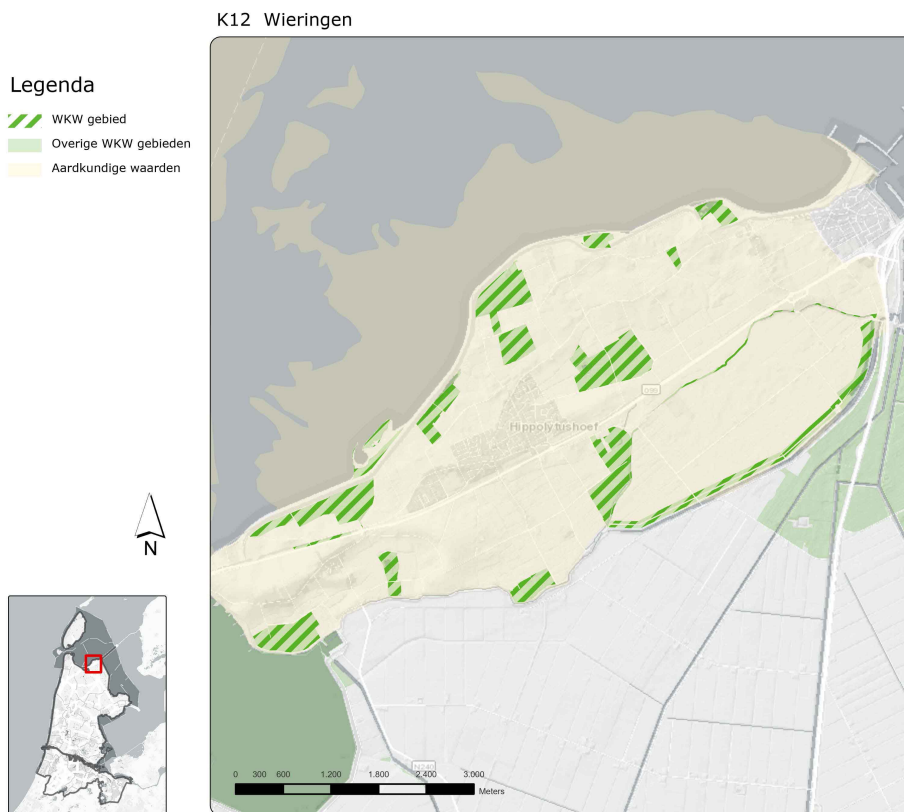 K12 Wieringen
Legenda
WKW gebied
Overige WKW gebieden
Aardkundige waarden
Hippolytushoef
N
N240
0 300 600 1.200 1.800 2.400 3.000
Meters